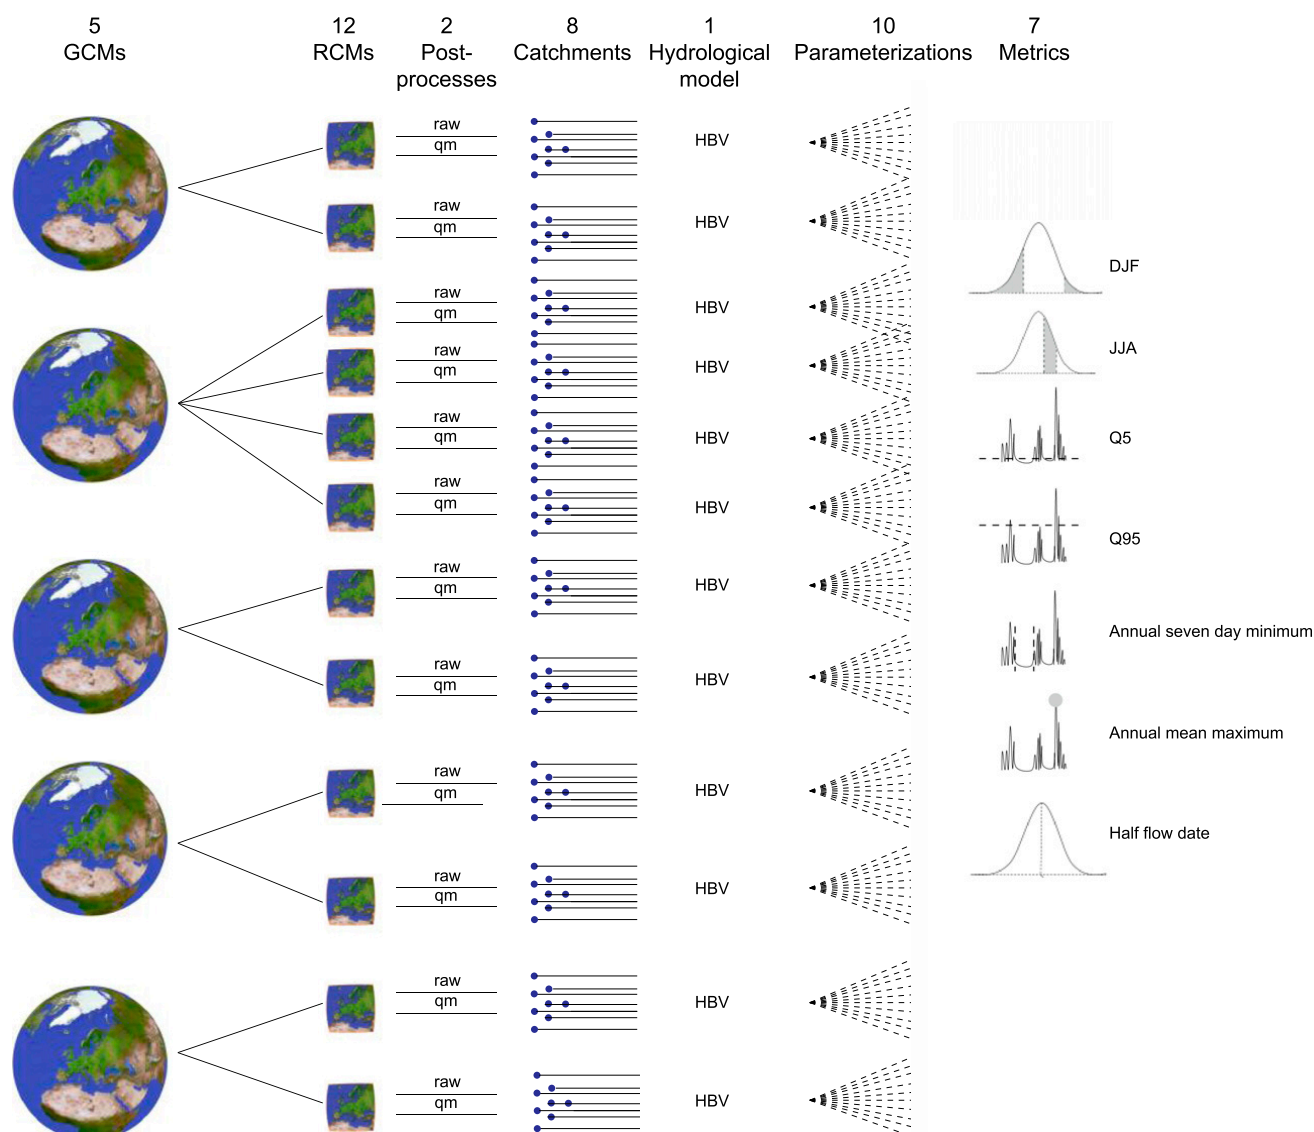 5
GCMs
12
RCMs
2
Post-
processes
8
Catchments
1
Hydrological
model
10
Parameterizations
7
Metrics
raw
qm
HBV
raw
qm
HBV
raw
qm
HBV
raw
qm
HBV
raw
qm
HBV
raw
qm
HBV
raw
qm
HBV
raw
qm
HBV
raw
qm
HBV
raw
qm
HBV
raw
qm
HBV
raw
qm
HBV
DJF
JJA
Q5
Q95
Annual seven day minimum
Annual mean maximum
Half flow date